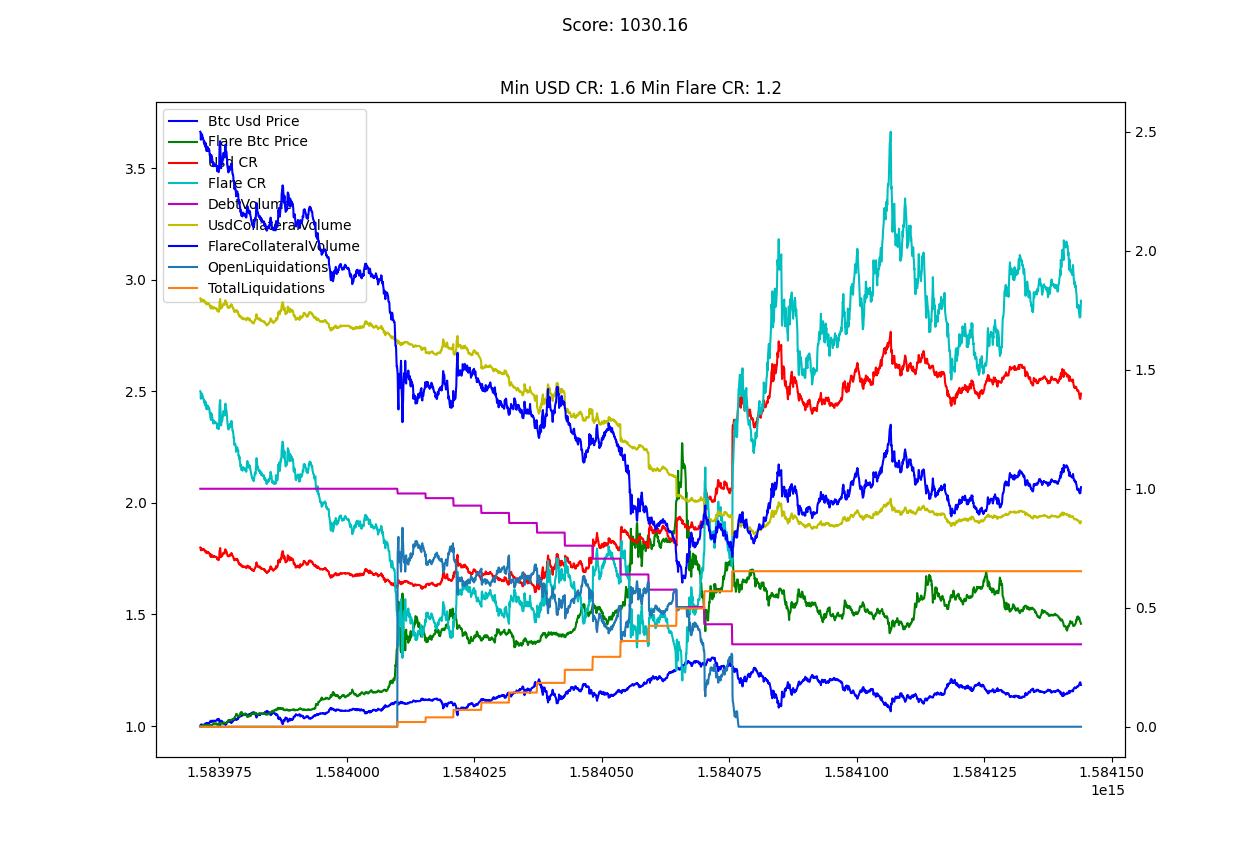 Score: 1030.16
Min USD CR: 1.6 Min Flare CR: 1.2
Btc Usd Price
Flare Btc Price
Usd CR
Flare CR
DebtVolume
UsdCollateralVolume
FlareCollateralVolume
OpenLiquidations
TotalLiquidations
3.5
3.0
2.5
2.0
1.5
1.0
2.5
2.0
1.5
1.0
0.5
0.0
1.583975 1.584000 1.584025 1.584050 1.584075 1.584100 1.584125 1.584150
1e15